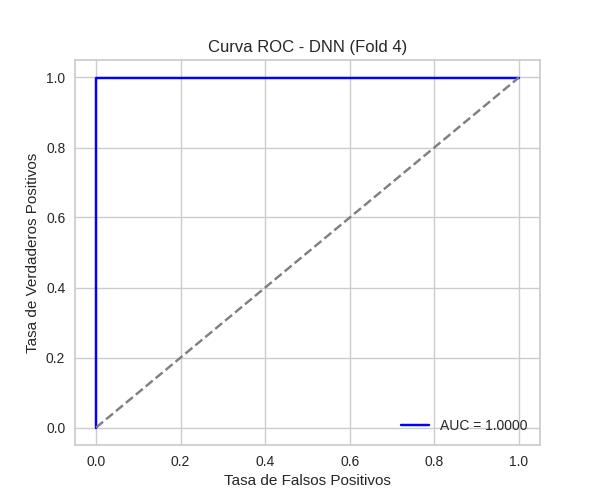 Curva ROC - DNN (Fold 4)
Tasa de Verdaderos Positivos
1.0
0.8
0.6
0.4
0.2
0.0
AUC = 1.0000
0.0 0.2 0.4 0.6 0.8 1.0
Tasa de Falsos Positivos